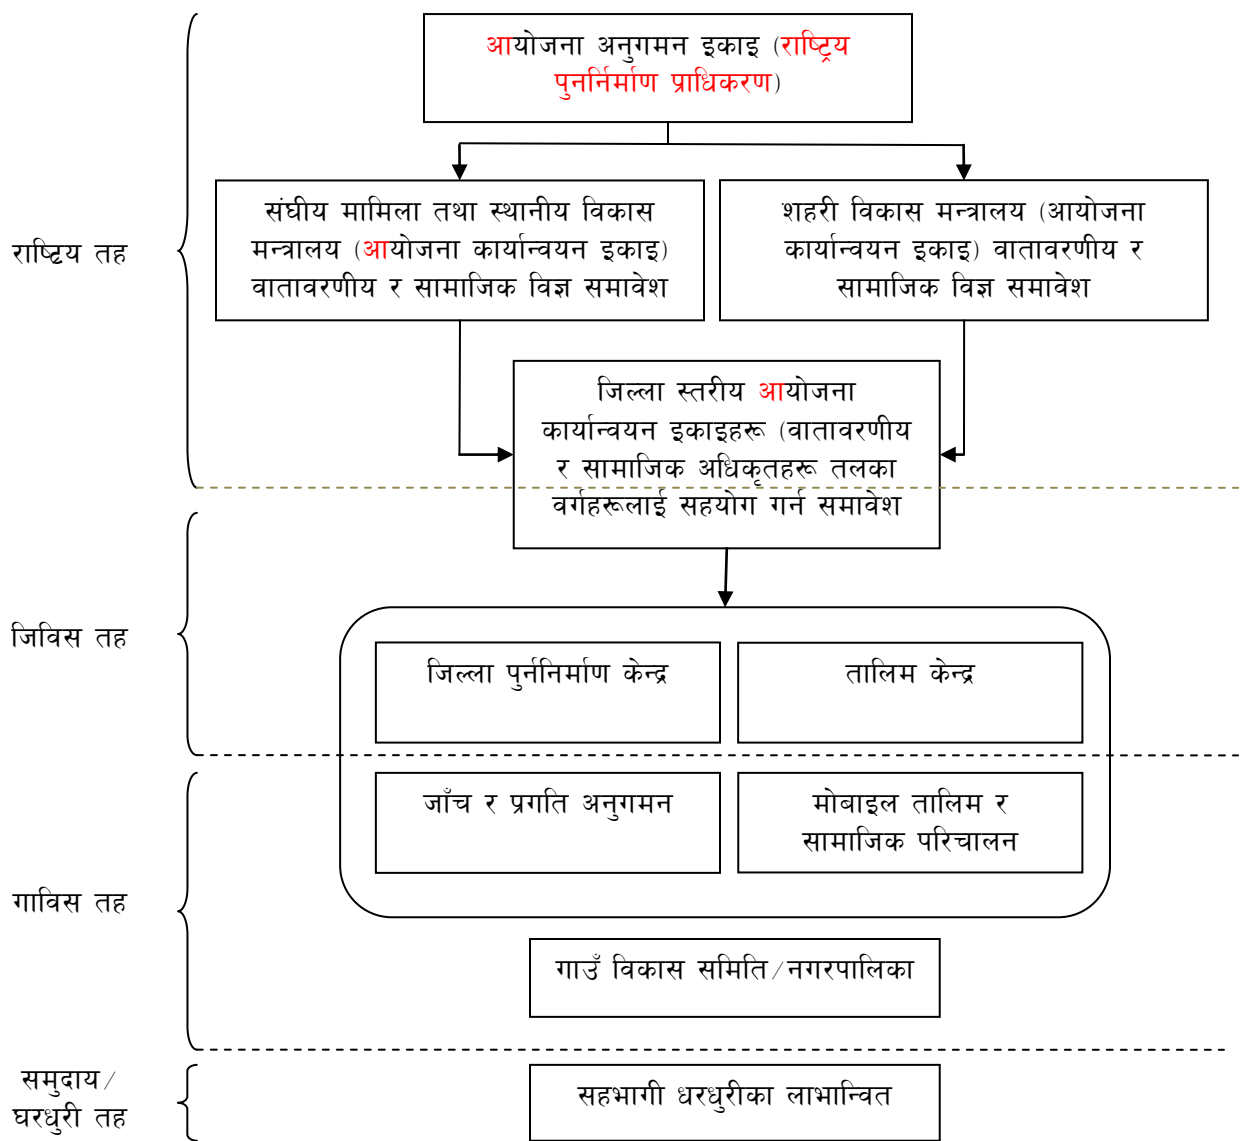 आयोजना अनुगमन इकाइ (राष्ट्रिय
पुनर्निर्माण प्राधिकरण)
संघीय मामिला तथा स्थानीय विकास
मन्त्रालय (आयोजना कार्यान्वयन इकाइ)
वातावरणीय र सामाजिक विज्ञ समावेश
शहरी विकास मन्त्रालय (आयोजना
कार्यान्वयन इकाइ) वातावरणीय र
सामाजिक विज्ञ समावेश
राष्ट्रिय तह
जिल्ला स्तरीय आयोजना
कार्यान्वयन इकाइहरू (वातावरणीय
र सामाजिक अधिकृतहरू तलका
वर्गहरूलाई सहयोग गर्न समावेश
जिविस तह
जिल्ला पुर्ननिर्माण केन्द्र
तालिम केन्द्र
जाँच र प्रगति अनुगमन
मोबाइल तालिम र
सामाजिक परिचालन
गाविस तह
गाउँ विकास समिति/नगरपालिका
समुदाय/
घरधुरी तह
सहभागी धरधुरीका लाभान्वित